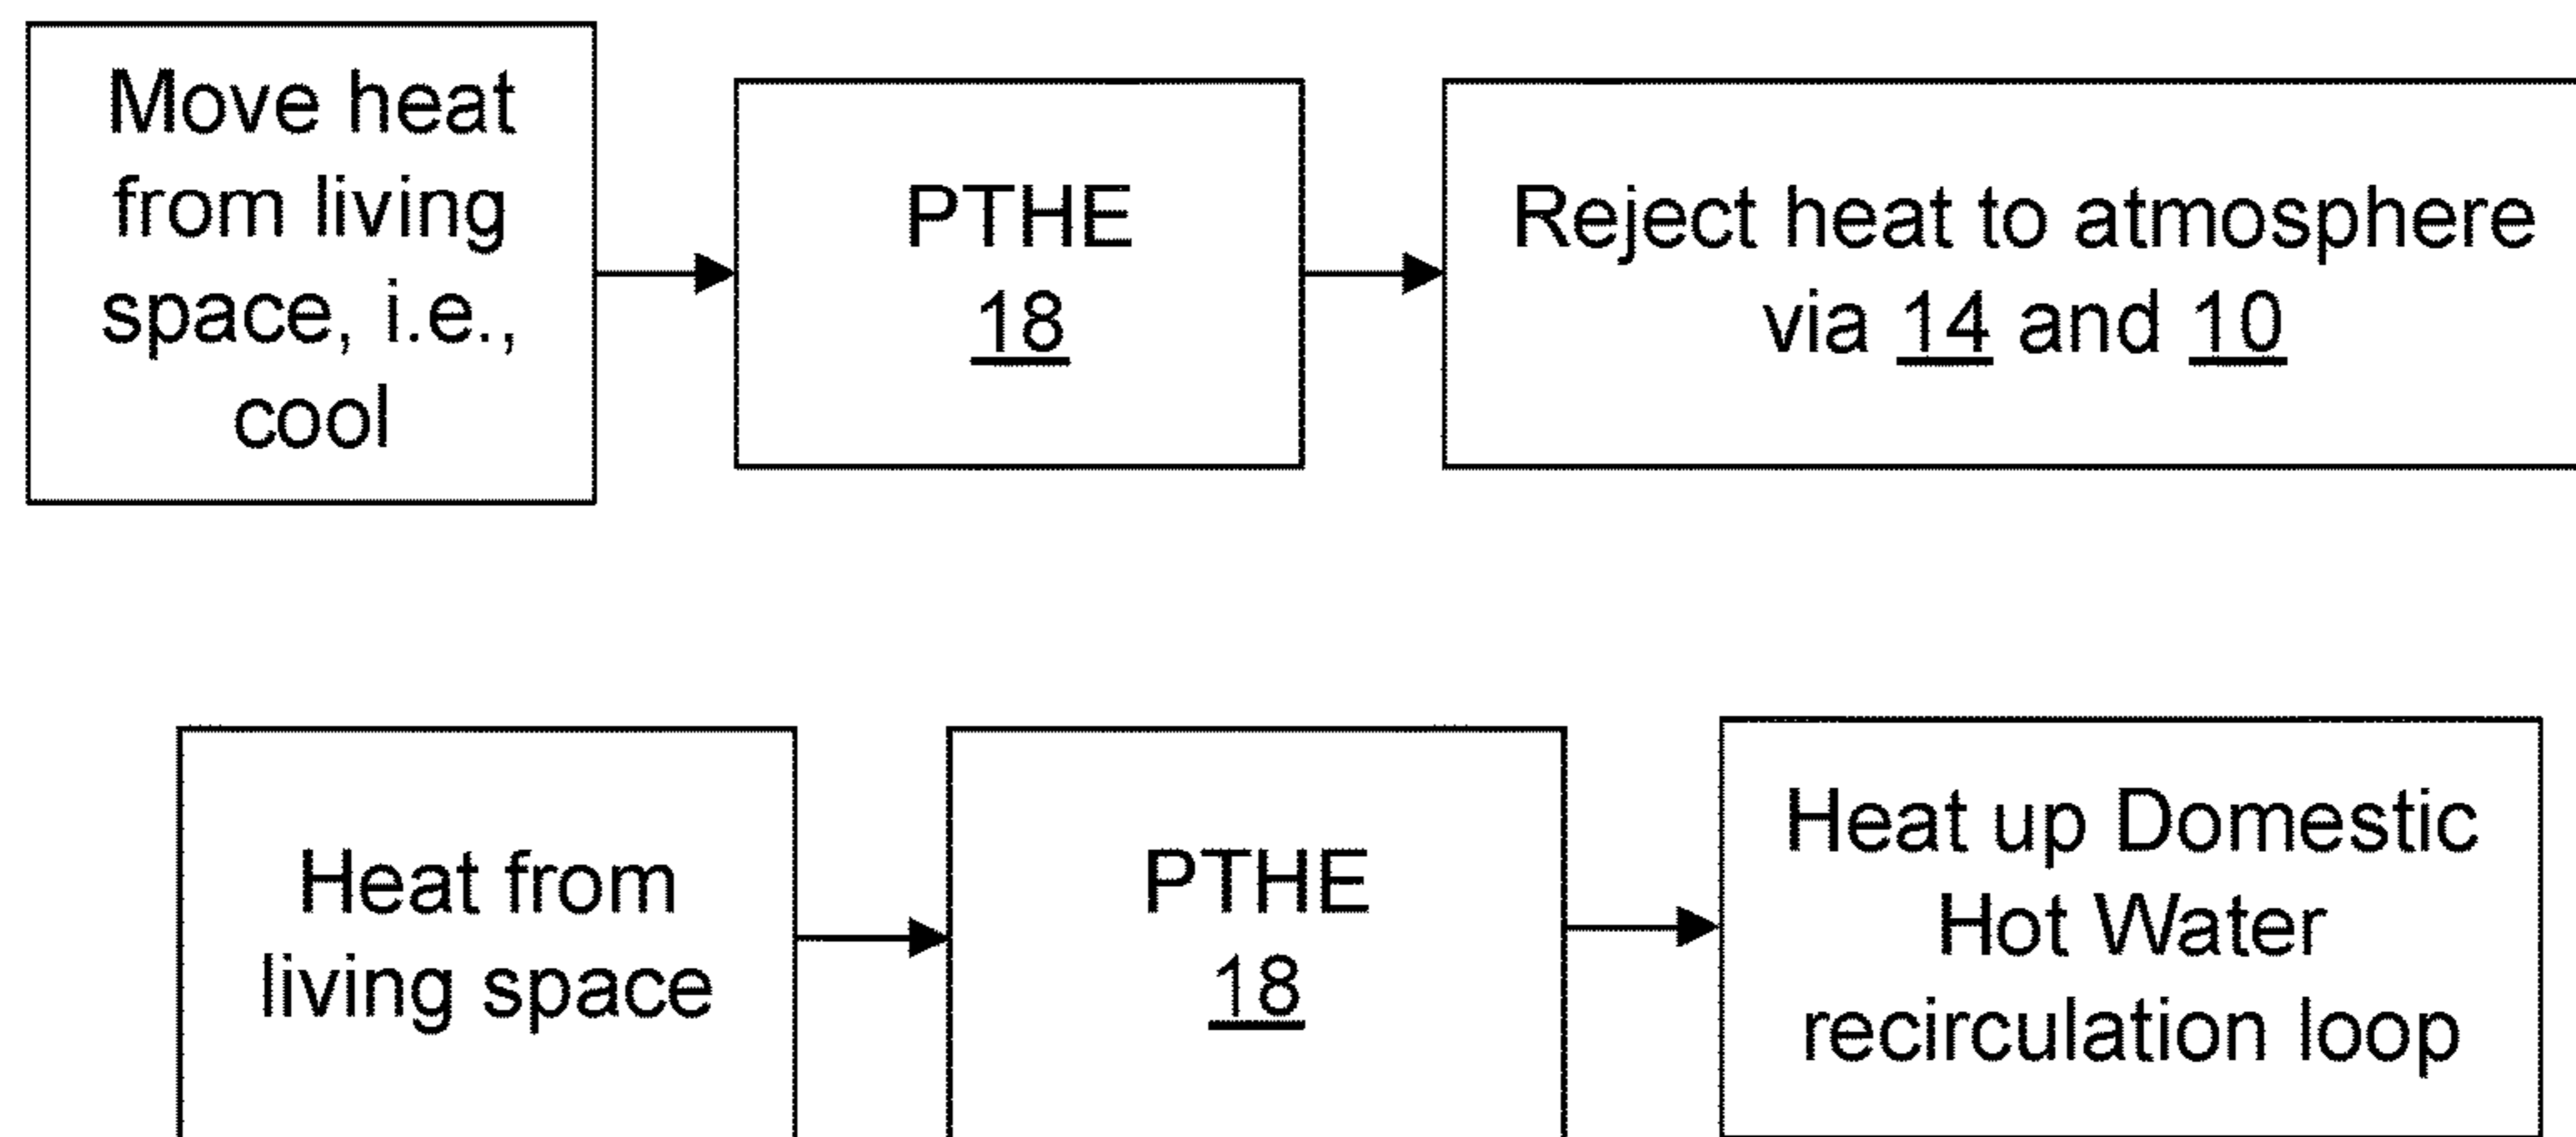 Move heat
from living
space, i.e.,
cool
PTHE
18
Reject heat to atmosphere
via 14 and 10
Heat from
living space
PTHE
18
Heat up Domestic
Hot Water
recirculation loop